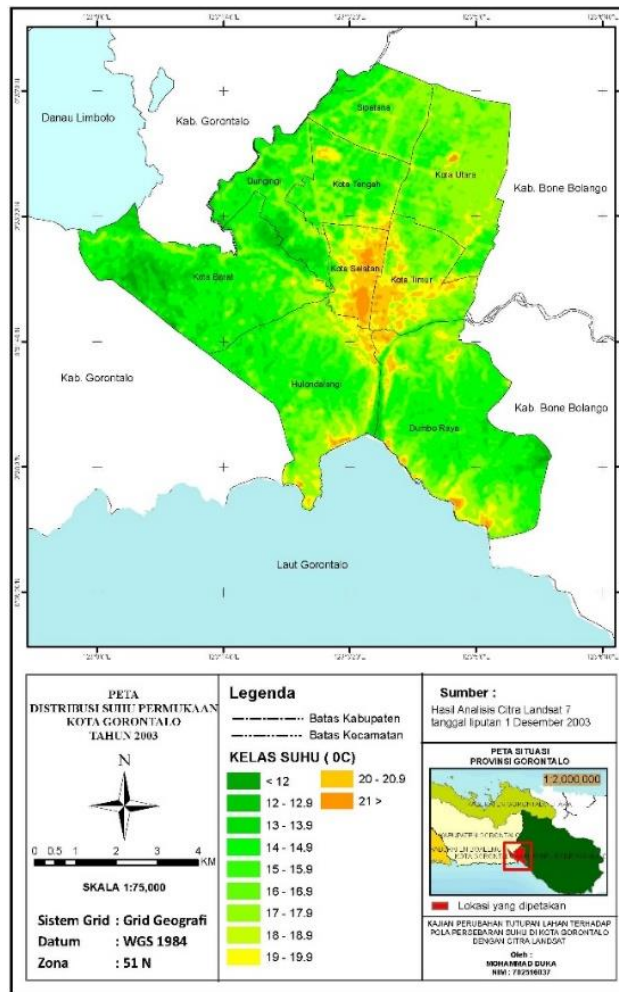 Danau Limboto
Kab. Gorontalo
Sipatana
Kota Utara
Kota Tengah
Dungingi
Kab. Bone Bolango
Kota Selatan
Kota Timur
Kota Barat
Kab. Gorontalo
Hulondalangi
Dumbo Raya
Kab. Bone Bolango
Laut Gorontalo
PETA
DISTRIBUSI SUHU PERMUKAAN
KOTA GORONTALO
TAHUN 2003
N
0 0.5 1 2 3 4
KM
SKALA 1:75,000
Sistem Grid : Grid Geografi
Datum : WGS 1984
Zona : 51 N
Legenda
Batas Kabupaten
Batas Kecamatan
KELAS SUHU ( 0C)
< 12
12 - 12.9
13 - 13.9
14 - 14.9
15 - 15.9
16 - 16.9
17 - 17.9
18 - 18.9
19 - 19.9
20 - 20.9
21 >
Sumber :
Hasil Analisis Citra Landsat 7
tanggal liputan 1 Desember 2003
PETA SITUASI
PROVINSI GORONTALO
1:2,000,000
Lokasi yang dipetakan
KAJIAN PERUBAHAN TUTUPAN LAHAN TERHADAP
POLA PERSEBARAN SUHU DI KOTA GORONTALO
DENGAN CITRA LANDSAT
Oleh :
MOHAMMAD DUKA
NIM : 702516037